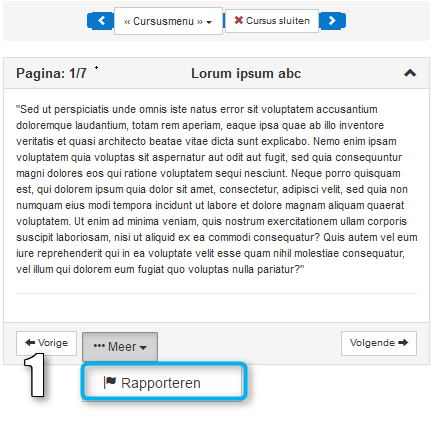 « Cursusmenu » Cursus sluiten
Pagina: 1/7 Lorum ipsum abc
"Sed ut perspiciatis unde omnis iste natus error sit voluptatem accusantium
doloremque laudantium, totam rem aperiam, eaque ipsa quae ab illo inventore
veritatis et quasi architecto beatae vitae dicta sunt explicabo. Nemo enim ipsam
voluptatem quia voluptas sit aspernatur aut odit aut fugit, sed quia consequuntur
magni dolores eos qui ratione voluptatem sequi nesciunt. Neque porro quisquam
est, qui dolorem ipsum quia dolor sit amet, consectetur, adipisci velit, sed quia non
numquam eius modi tempora incidunt ut labore et dolore magnam aliquam quaerat
voluptatem. Ut enim ad minima veniam, quis nostrum exercitationem ullam corporis
suscipit laboriosam, nisi ut aliquid ex ea commodi consequatur? Quis autem vel eum
iure reprehenderit qui in ea voluptate velit esse quam nihil molestiae consequatur,
vel illum qui dolorem eum fugiat quo voluptas nulla pariatur?"
Vorige ••• Meer Volgende
1
Rapporteren